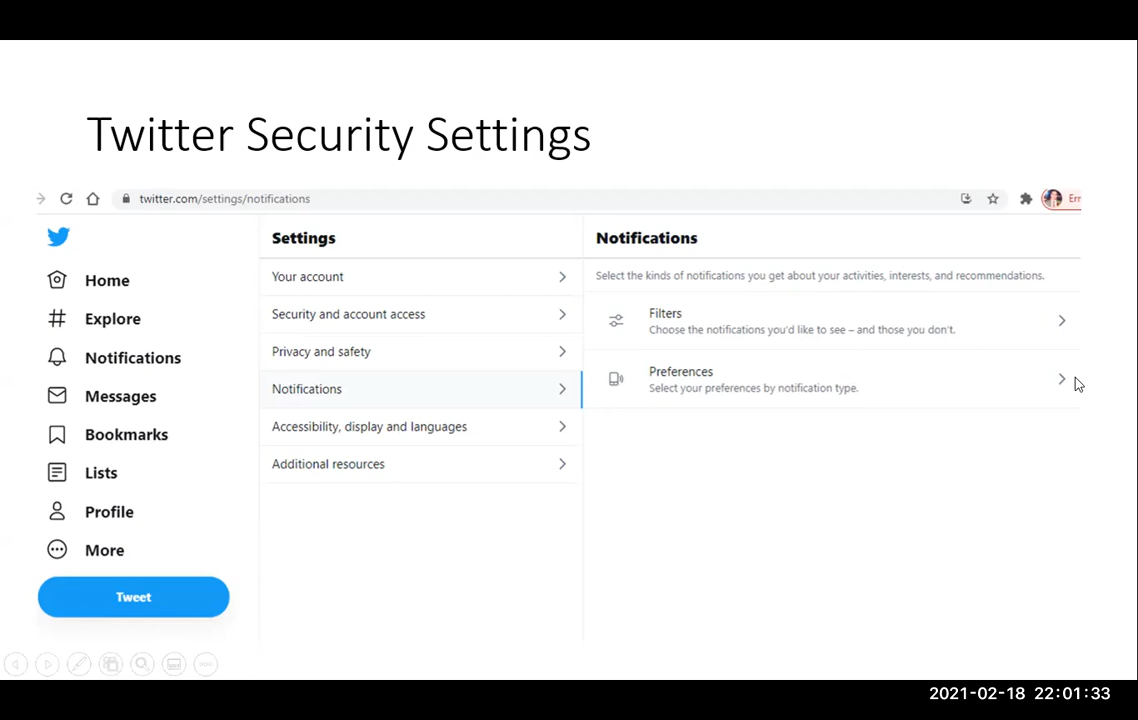 Twitter Security Settings
twitter.com/settings/notifications
Err
Home
Explore
Notifications
Messages
Bookmarks
Lists
Profile
More
Tweet
Settings
Your account
Security and account access
Privacy and safety
Notifications
Accessibility, display and languages
Additional resources
Notifications
Select the kinds of notifications you get about your activities, interests, and recommendations.
Filters
Choose the notifications you'd like to see – and those you don't.
Preferences
Select your preferences by notification type.
2021-02-18 22:01:33